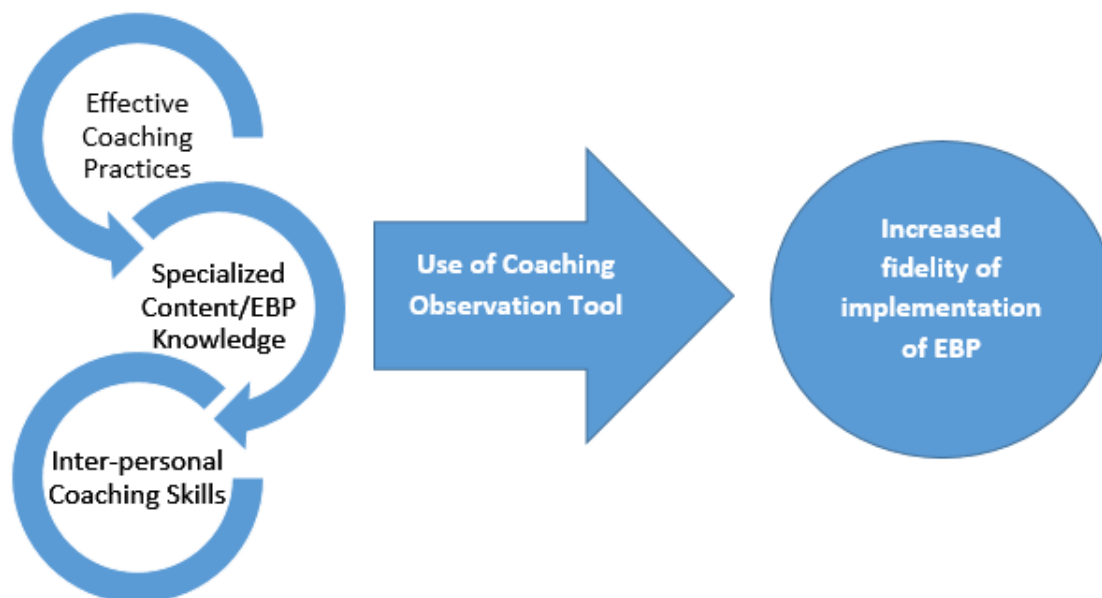 Effective
Coaching
Practices
Specialized
Content/EBP
Knowledge
Inter-personal
Coaching Skills
Use of Coaching
Observation Tool
Increased
fidelity of
implementation
of EBP